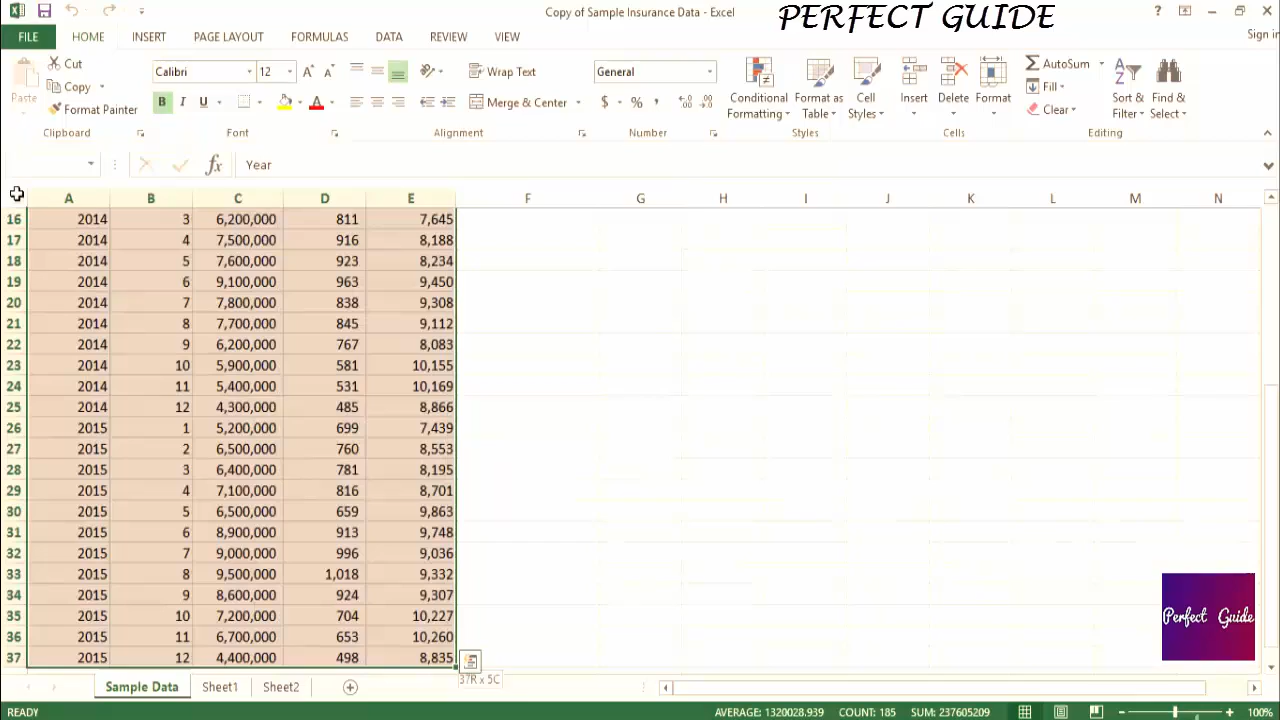 Copy of Sample Insurance Data - Excel
PERFECT GUIDE
?
FILE HOME INSERT PAGE LAYOUT FORMULAS DATA REVIEW VIEW Sign in
Paste
Cut
Copy
Format Painter
Clipboard
Calibri 12
B I U A
Font
Wrap Text
Merge & Center
Alignment
General
$ % ,
Number
Conditional Formatting
Format as Table
Cell Styles
Styles
Insert Delete Format
Cells
AutoSum
Fill
Clear
Sort & Filter
Find & Select
Editing
fx Year
A B C D E F G H I J K L M N
16 2014 3 6,200,000 811 7,645
17 2014 4 7,500,000 916 8,188
18 2014 5 7,600,000 923 8,234
19 2014 6 9,100,000 963 9,450
20 2014 7 7,800,000 838 9,308
21 2014 8 7,700,000 845 9,112
22 2014 9 6,200,000 767 8,083
23 2014 10 5,900,000 581 10,155
24 2014 11 5,400,000 531 10,169
25 2014 12 4,300,000 485 8,866
26 2015 1 5,200,000 699 7,439
27 2015 2 6,500,000 760 8,553
28 2015 3 6,400,000 781 8,195
29 2015 4 7,100,000 816 8,701
30 2015 5 6,500,000 659 9,863
31 2015 6 8,900,000 913 9,748
32 2015 7 9,000,000 996 9,036
33 2015 8 9,500,000 1,018 9,332
34 2015 9 8,600,000 924 9,307
35 2015 10 7,200,000 704 10,227
36 2015 11 6,700,000 653 10,260
37 2015 12 4,400,000 498 8,835
Perfect Guide
37R x 5C
Sample Data Sheet1 Sheet2
READY AVERAGE: 1320028.939 COUNT: 185 SUM: 237605209 100%